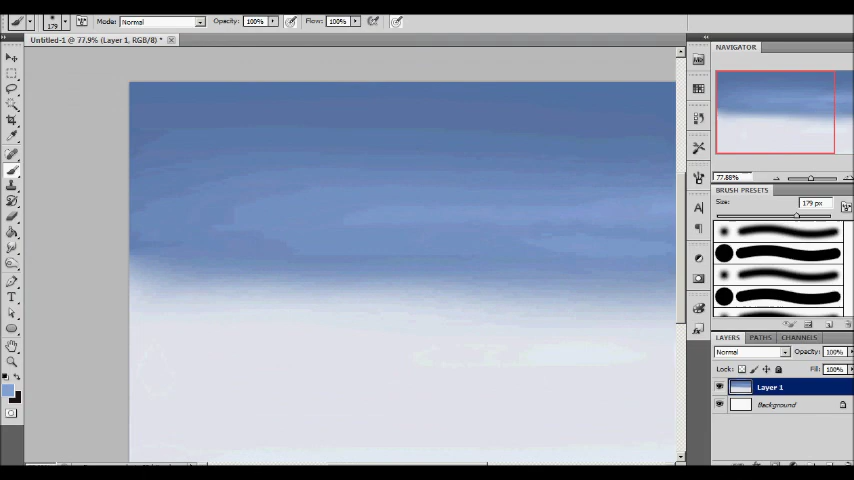 179
Mode: Normal
Opacity: 100%
Flow: 100%
Untitled-1 @ 77.9% (Layer 1, RGB/8) *
NAVIGATOR
77.88%
BRUSH PRESETS
Size:
179 px
LAYERS PATHS CHANNELS
Normal
Opacity: 100%
Lock:
Fill: 100%
Layer 1
Background